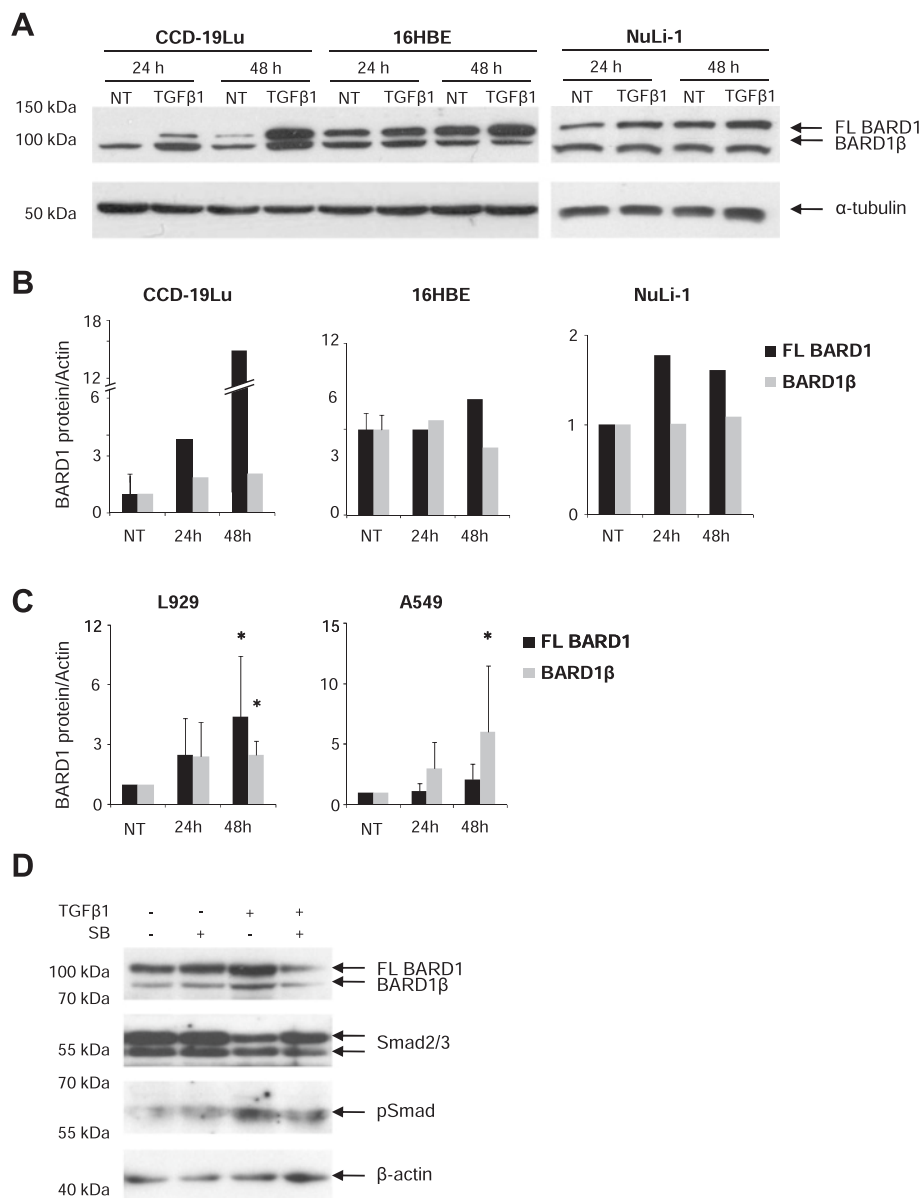 A
CCD-19Lu 16HBE NuLi-1
24 h 48 h 24 h 48 h 24 h 48 h
NT TGFβ1 NT TGFβ1 NT TGFβ1 NT TGFβ1 NT TGFβ1 NT TGFβ1
150 kDa
100 kDa
FL BARD1
BARD1β
50 kDa
α-tubulin
B
CCD-19Lu 16HBE NuLi-1
BARD1 protein/Actin
18
12
6
3
0
NT 24h 48h
12
6
3
0
NT 24h 48h
2
1
0
NT 24h 48h
FL BARD1
BARD1β
C
L929 A549
BARD1 protein/Actin
12
6
3
0
* *
NT 24h 48h
15
10
5
0
*
NT 24h 48h
FL BARD1
BARD1β
D
TGFβ1 - - + +
SB - + - +
100 kDa
70 kDa
FL BARD1
BARD1β
55 kDa
Smad2/3
70 kDa
55 kDa
pSmad
40 kDa
β-actin